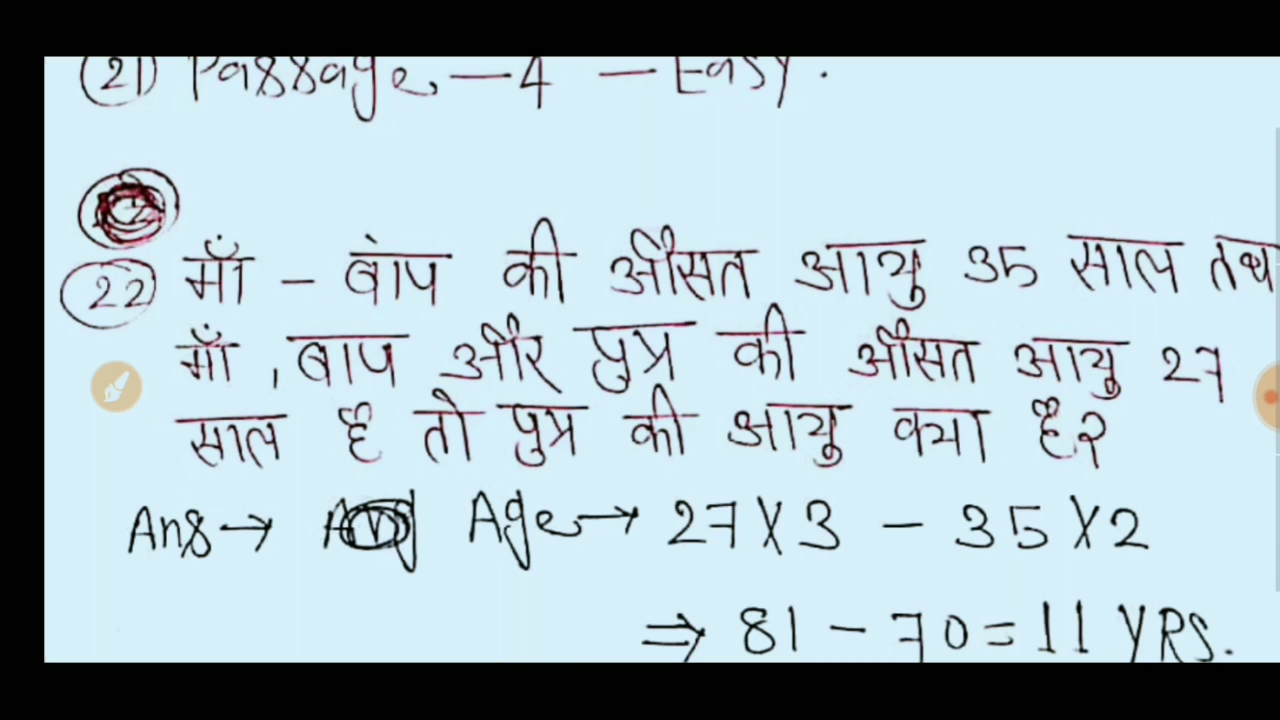 (21) Passage - 4 - Easy.
(22) माँ - बाप की औसत आयु 35 साल तथ
माँ, बाप और पुत्र की औसत आयु 27
साल है तो पुत्र की आयु क्या है?
Ans → Age → 27 X 3 - 35 X 2
⇒ 81 - 70 = 11 YRS.